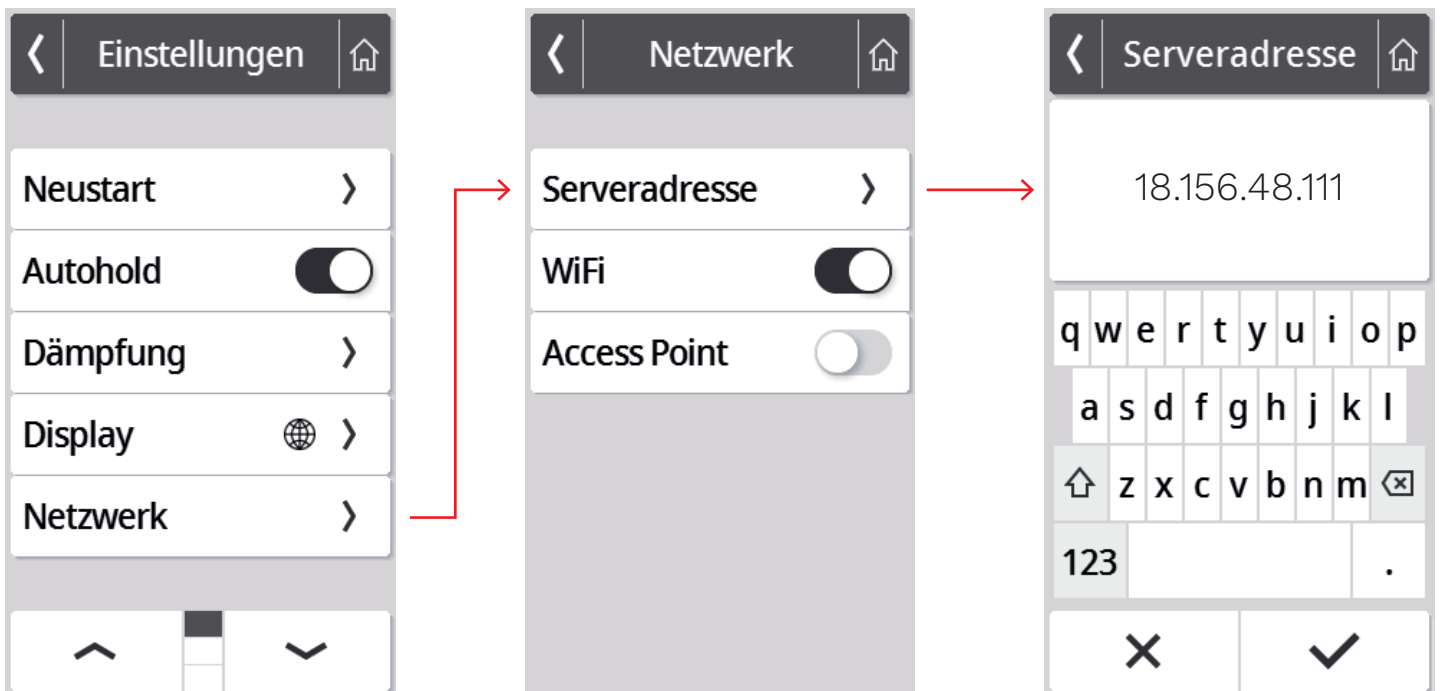 Einstellungen
Neustart
Autohold
Dämpfung
Display
Netzwerk
Netzwerk
Serveradresse
WiFi
Access Point
Serveradresse
18.156.48.111
q w e r t y u i o p
a s d f g h j k l
z x c v b n m
123 .